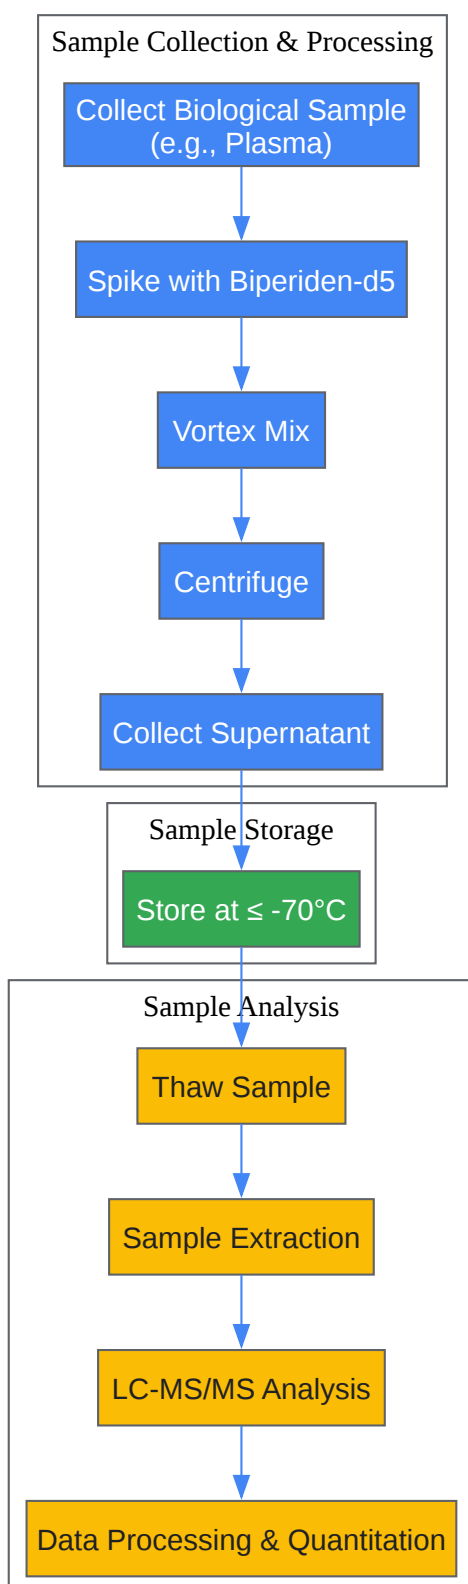 Sample Collection & Processing
Collect Biological Sample
(e.g., Plasma)
Spike with Biperiden-d5
Vortex Mix
Centrifuge
Collect Supernatant
Sample Storage
Store at ≤ -70°C
Sample Analysis
Thaw Sample
Sample Extraction
LC-MS/MS Analysis
Data Processing & Quantitation